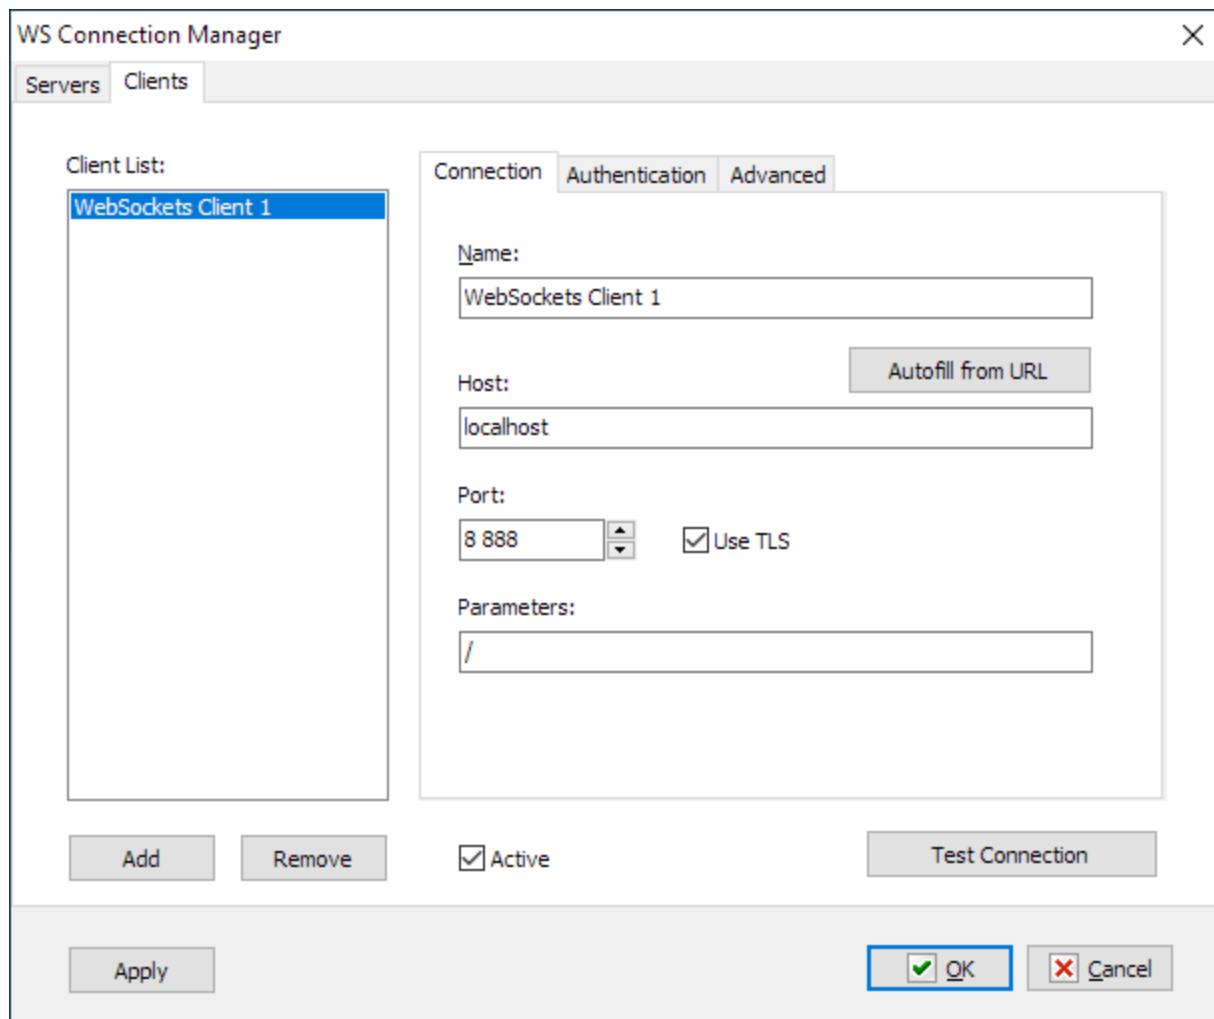 WS Connection Manager
Servers Clients
Client List:
WebSockets Client 1
Connection Authentication Advanced
Name:
WebSockets Client 1
Autofill from URL
Host:
localhost
Port:
8 888
Use TLS
Parameters:
/
Add Remove Active Test Connection
Apply OK Cancel